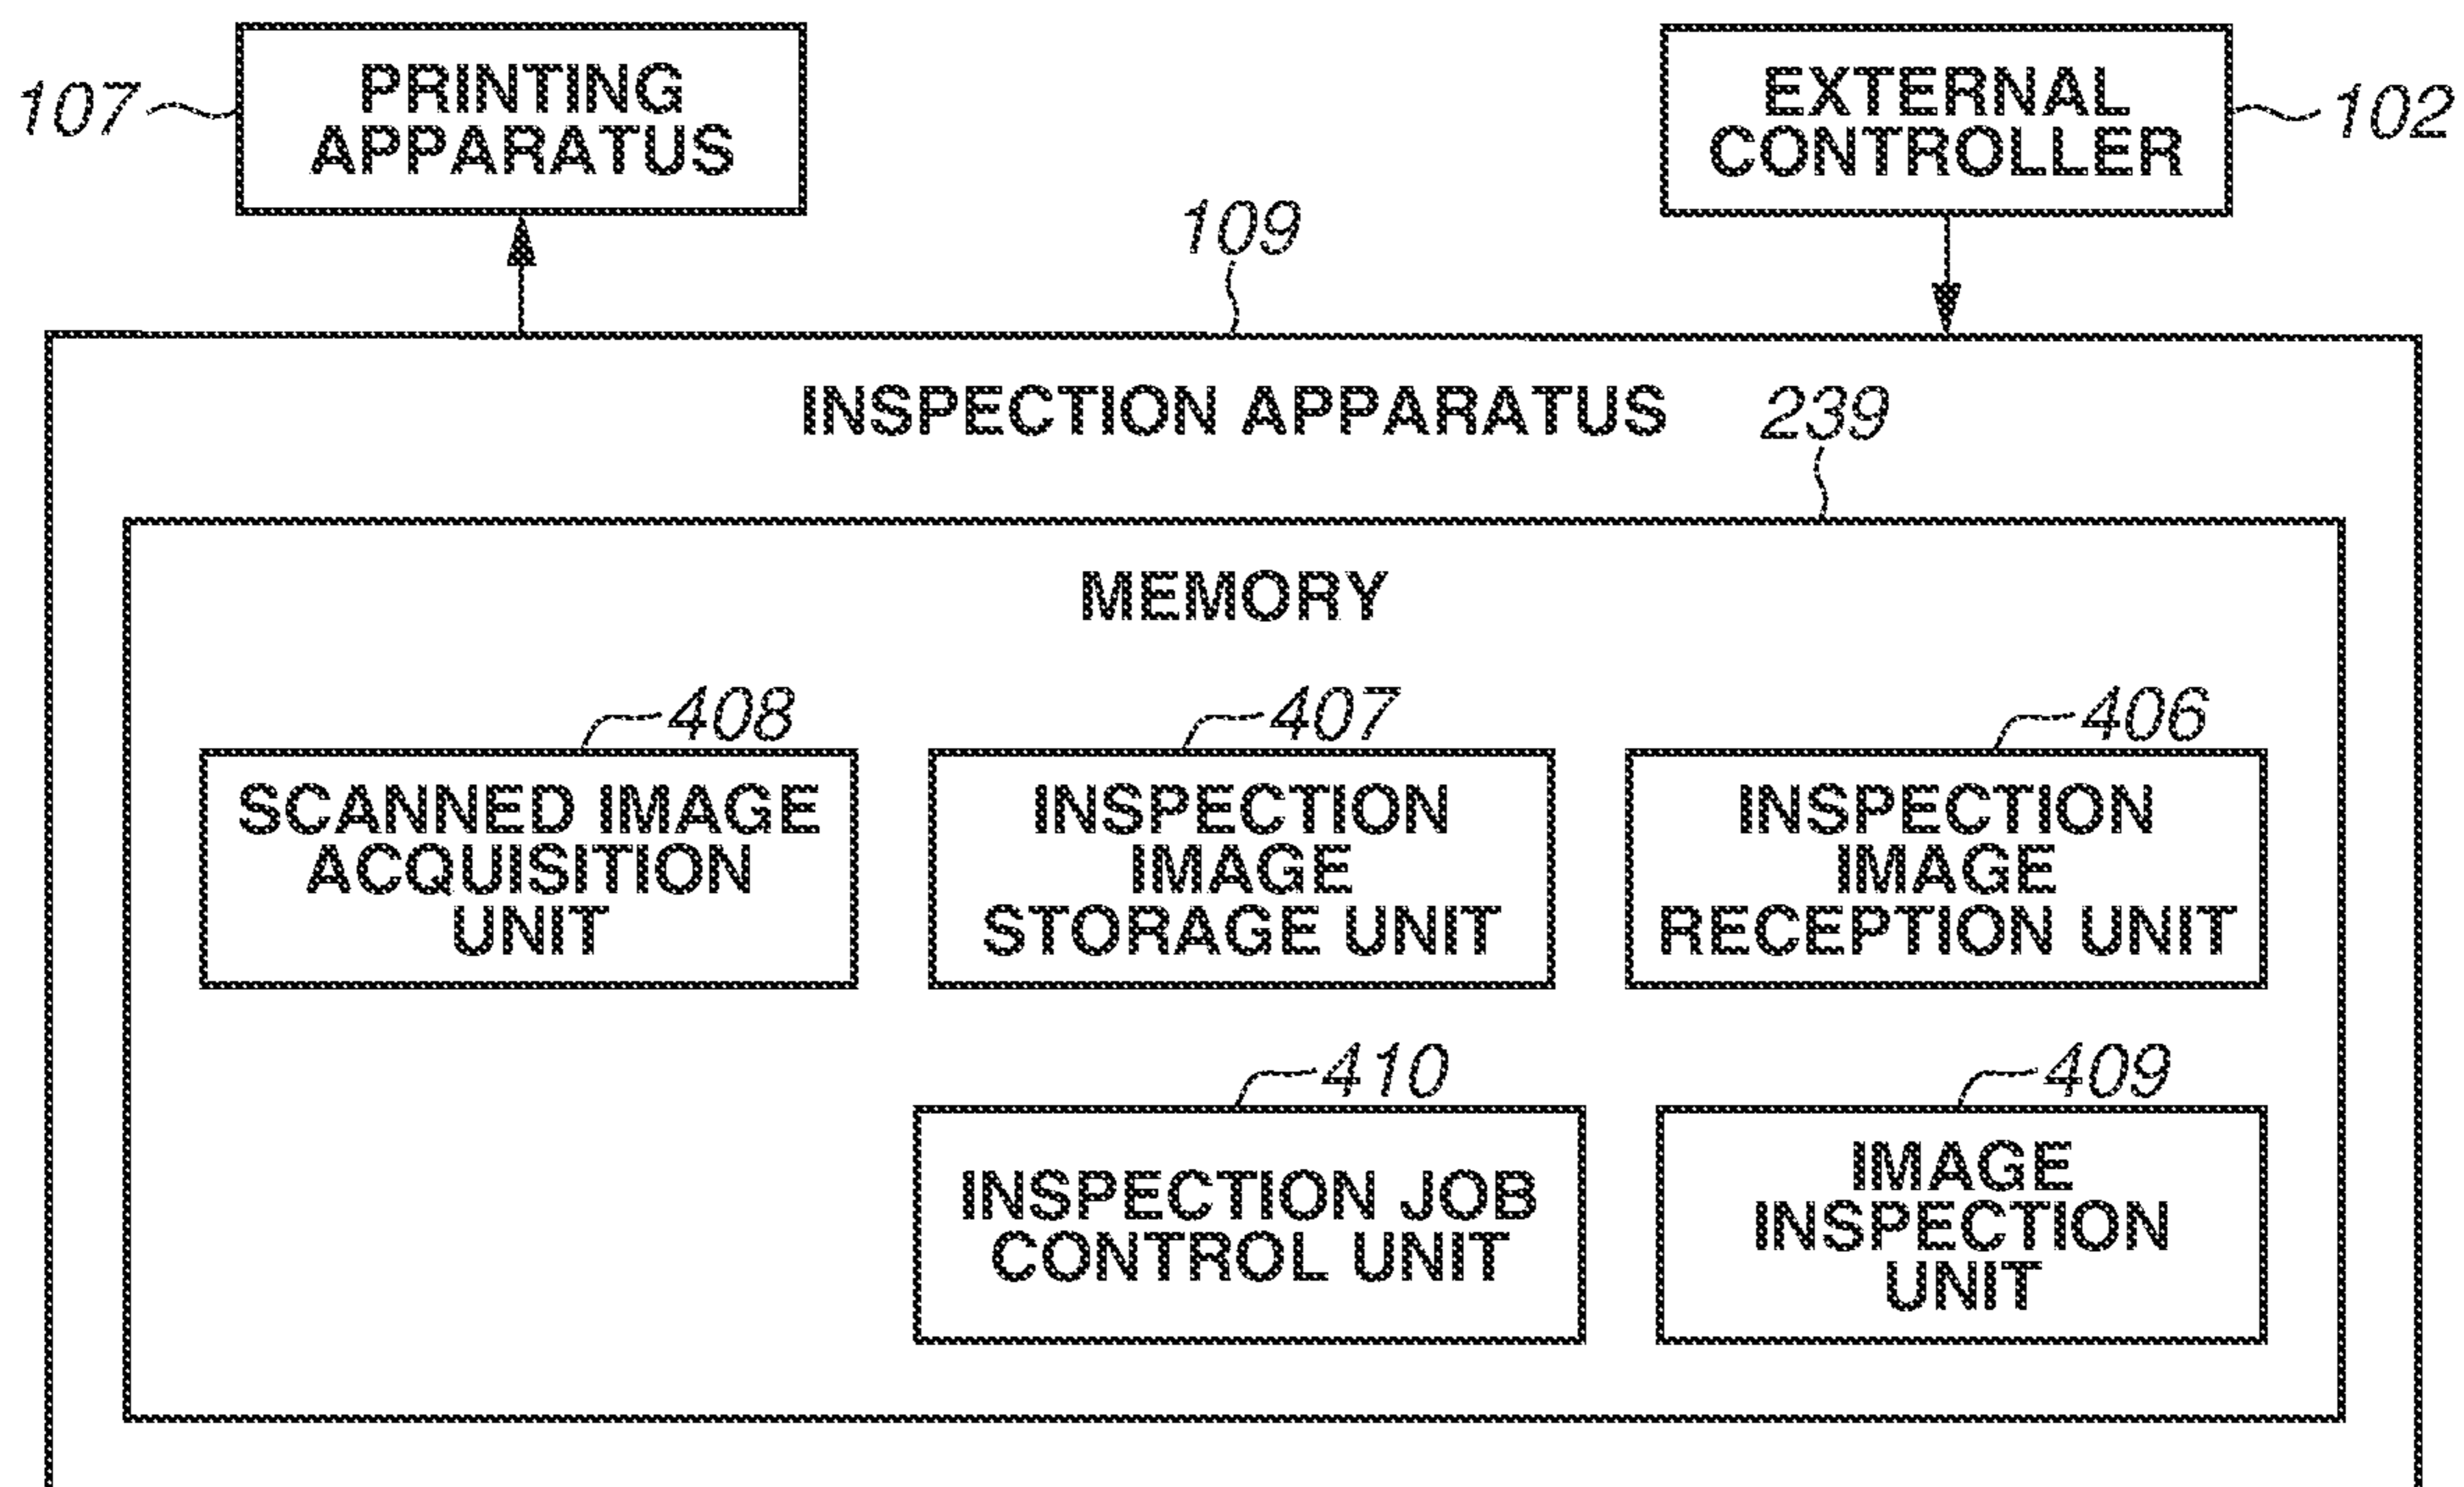 107
PRINTING
APPARATUS
EXTERNAL
CONTROLLER
102
109
INSPECTION APPARATUS
239
MEMORY
408
SCANNED IMAGE
ACQUISITION
UNIT
407
INSPECTION
IMAGE
STORAGE UNIT
406
INSPECTION
IMAGE
RECEPTION UNIT
410
INSPECTION JOB
CONTROL UNIT
409
IMAGE
INSPECTION
UNIT